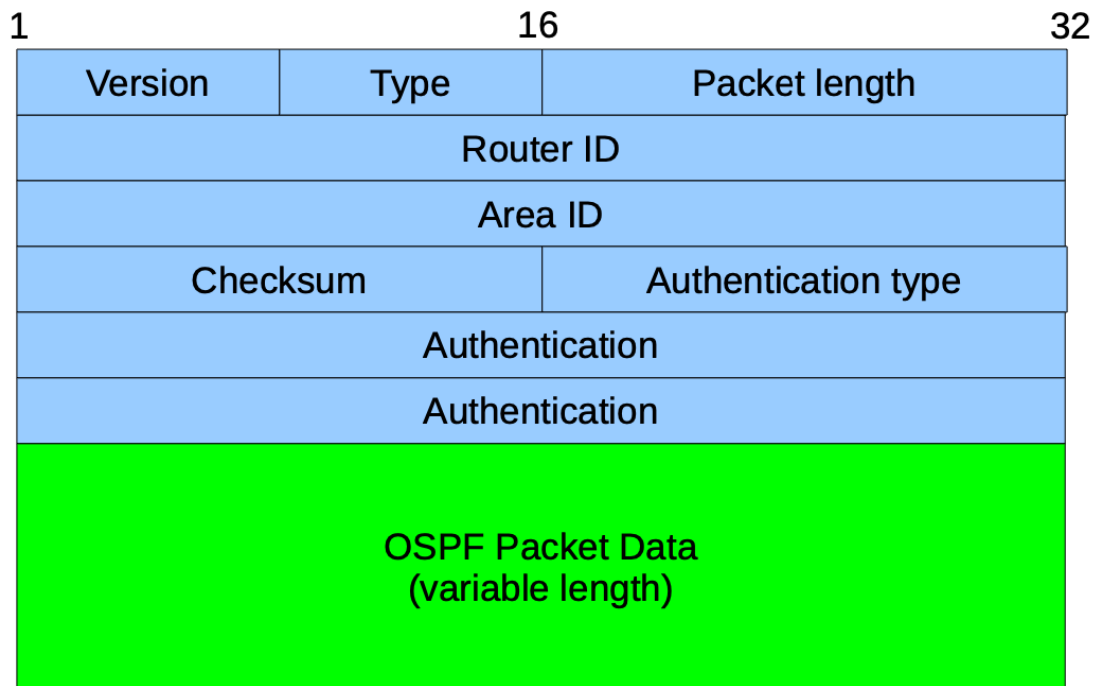 1 16 32
Version Type Packet length
Router ID
Area ID
Checksum Authentication type
Authentication
Authentication
OSPF Packet Data
(variable length)